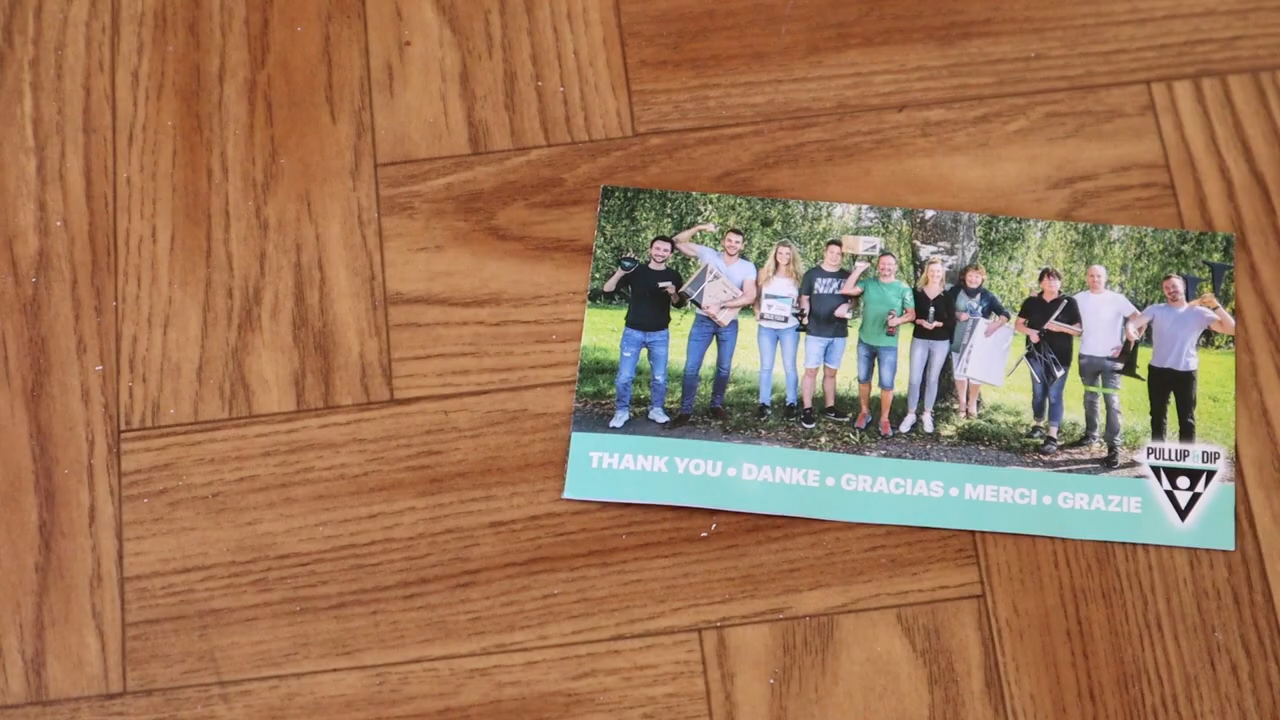 THANK YOU • DANKE • GRACIAS • MERCI • GRAZIE
PULLUP & DIP